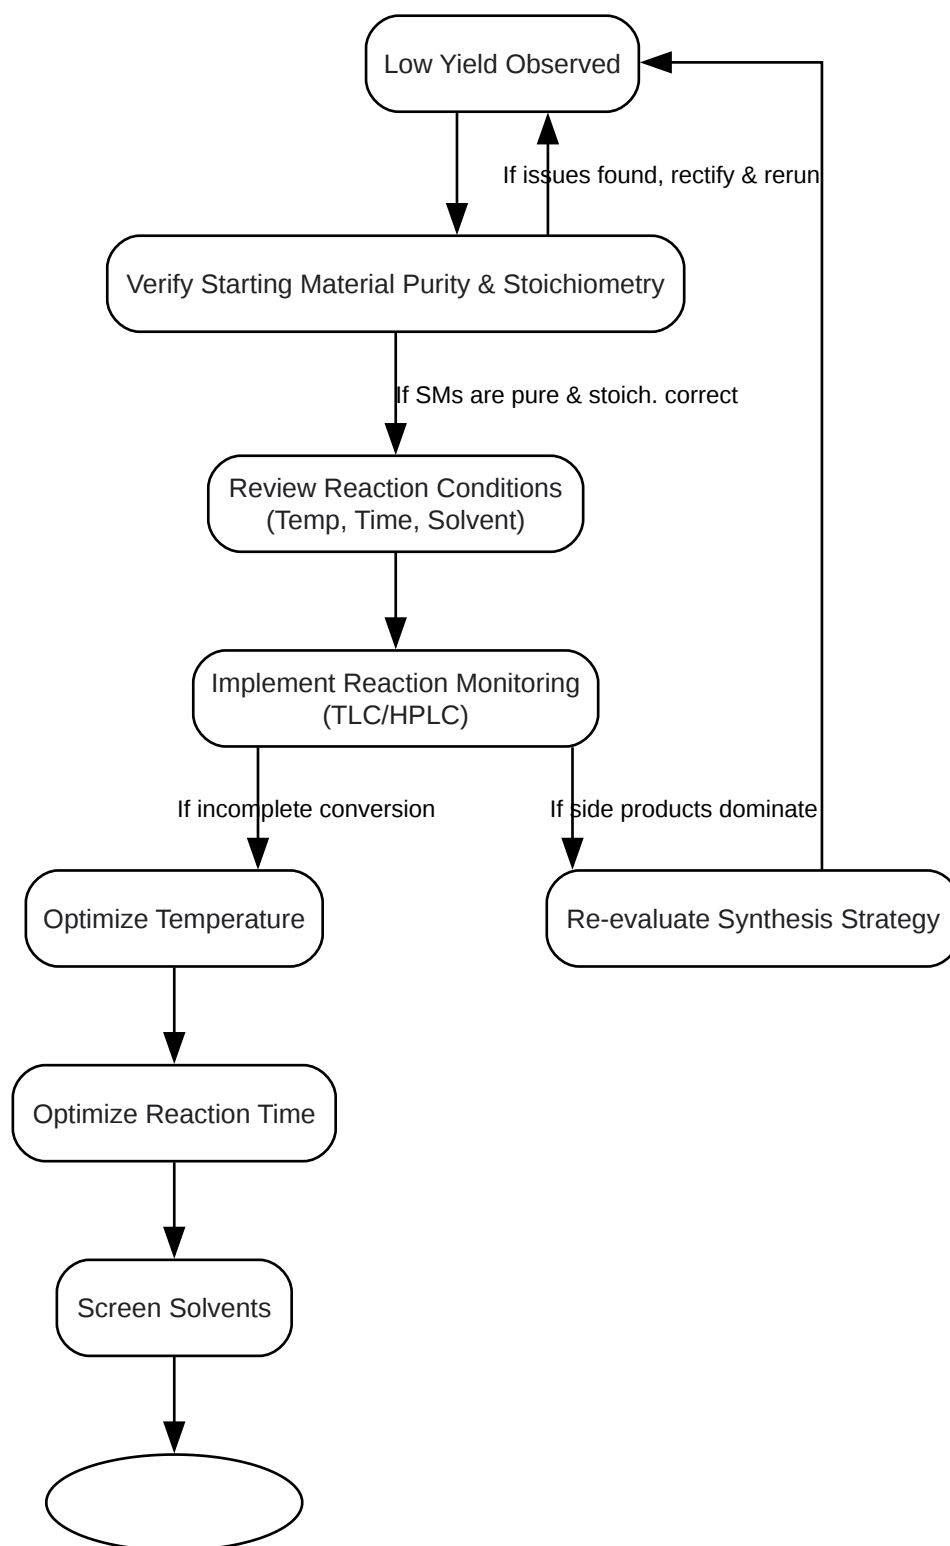 Low Yield Observed
If issues found, rectify & rerun
Verify Starting Material Purity & Stoichiometry
If SMs are pure & stoich. correct
Review Reaction Conditions
(Temp, Time, Solvent)
Implement Reaction Monitoring
(TLC/HPLC)
If incomplete conversion
If side products dominate
Optimize Temperature
Re-evaluate Synthesis Strategy
Optimize Reaction Time
Screen Solvents